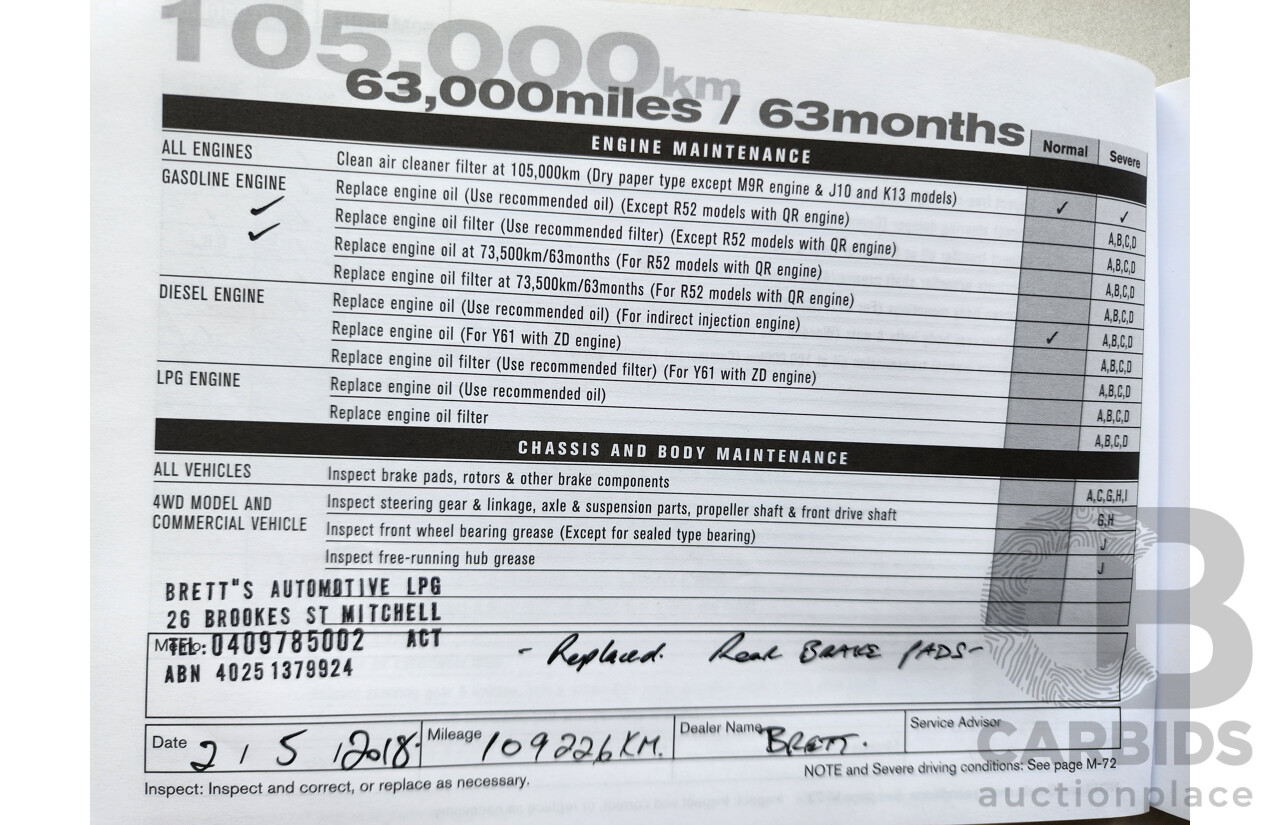 105,000km
63,000miles / 63months
ENGINE MAINTENANCE Normal Severe
ALL ENGINES Clean air cleaner filter at 105,000km (Dry paper type except M9R engine & J10 and K13 models) ✓ ✓
GASOLINE ENGINE Replace engine oil (Use recommended oil) (Except R52 models with QR engine) A,B,C,D
✓ Replace engine oil filter (Use recommended filter) (Except R52 models with QR engine) A,B,C,D
✓ Replace engine oil at 73,500km/63months (For R52 models with QR engine) A,B,C,D
Replace engine oil filter at 73,500km/63months (For R52 models with QR engine) A,B,C,D
DIESEL ENGINE Replace engine oil (Use recommended oil) (For indirect injection engine) ✓ A,B,C,D
Replace engine oil (For Y61 with ZD engine) A,B,C,D
Replace engine oil filter (Use recommended filter) (For Y61 with ZD engine) A,B,C,D
LPG ENGINE Replace engine oil (Use recommended oil) A,B,C,D
Replace engine oil filter A,B,C,D
CHASSIS AND BODY MAINTENANCE
ALL VEHICLES Inspect brake pads, rotors & other brake components A,C,G,H,I
4WD MODEL AND Inspect steering gear & linkage, axle & suspension parts, propeller shaft & front drive shaft G,H
COMMERCIAL VEHICLE Inspect front wheel bearing grease (Except for sealed type bearing) J
Inspect free-running hub grease J
BRETT"S AUTOMOTIVE LPG
26 BROOKES ST MITCHELL
TEL: 0409785002 ACT
ABN 40251379924
Memo:
- Replaced. Rear BRAKE PADS-
Date 2 / 5 / 2018 Mileage 109226KM. Dealer Name BRETT. Service Advisor
Inspect: Inspect and correct, or replace as necessary.
NOTE and Severe driving conditions: See page M-72
CB
CARBIDS
auctionplace